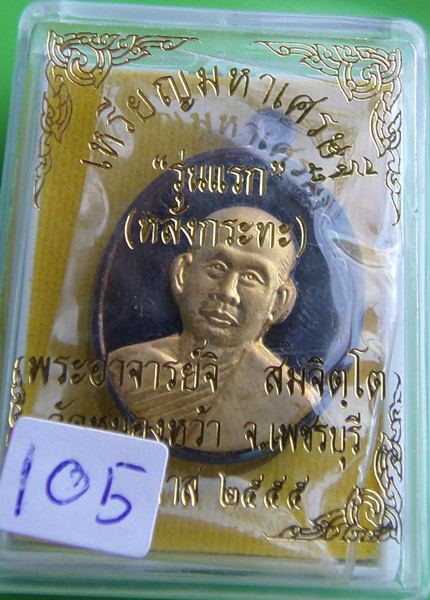 เหรียญมหาเศรษฐี
"รุ่นแรก"
(หลังกระทะ)
พระอาจารย์จิ สมจิตฺโต
วัดหนองหว้า จ.เพชรบุรี
๒๕๕๕
105